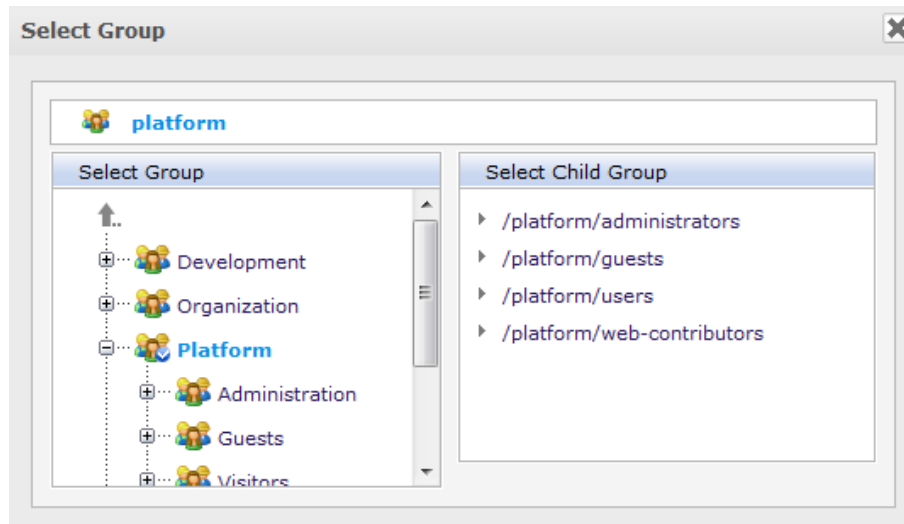 Select Group
platform
Select Group
Development
Organization
Platform
Administration
Guests
Visitors
Select Child Group
/platform/administrators
/platform/guests
/platform/users
/platform/web-contributors